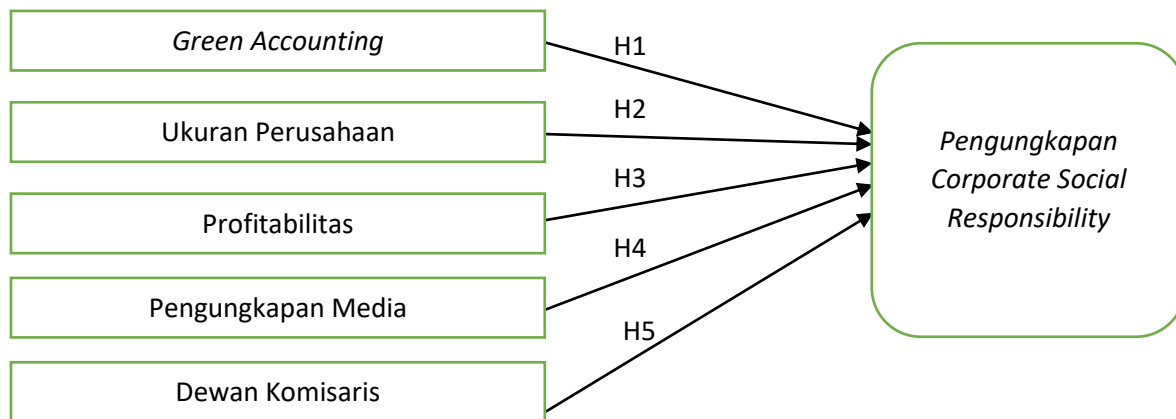 Green Accounting
H1
Ukuran Perusahaan
H2
Profitabilitas
H3
Pengungkapan Media
H4
Dewan Komisaris
H5
Pengungkapan
Corporate Social
Responsibility